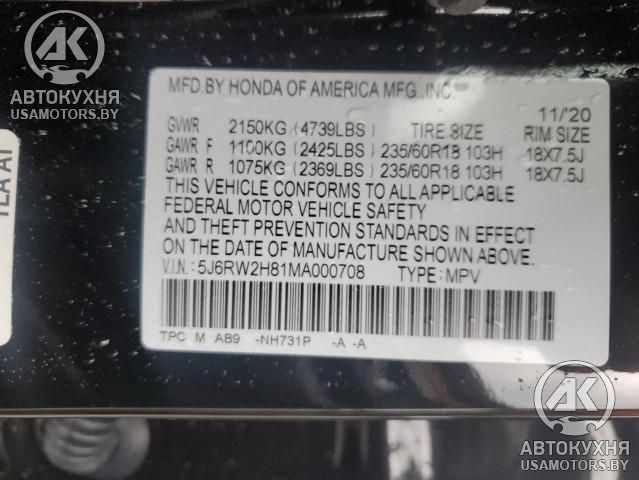 АК
АВТОКУХНЯ
USAMOTORS.BY
MFD.BY HONDA OF AMERICA MFG.,INC.
11/'20
GVWR 2150KG (4739LBS) TIRE SIZE RIM SIZE
GAWR F 1100KG (2425LBS) 235/60R18 103H 18X7.5J
GAWR R 1075KG (2369LBS) 235/60R18 103H 18X7.5J
THIS VEHICLE CONFORMS TO ALL APPLICABLE
FEDERAL MOTOR VEHICLE SAFETY
AND THEFT PREVENTION STANDARDS IN EFFECT
ON THE DATE OF MANUFACTURE SHOWN ABOVE.
V.I.N.: 5J6RW2H81MA000708 TYPE: MPV
TPC M AB9 -NH731P -A -A
АК
АВТОКУХНЯ
USAMOTORS.BY